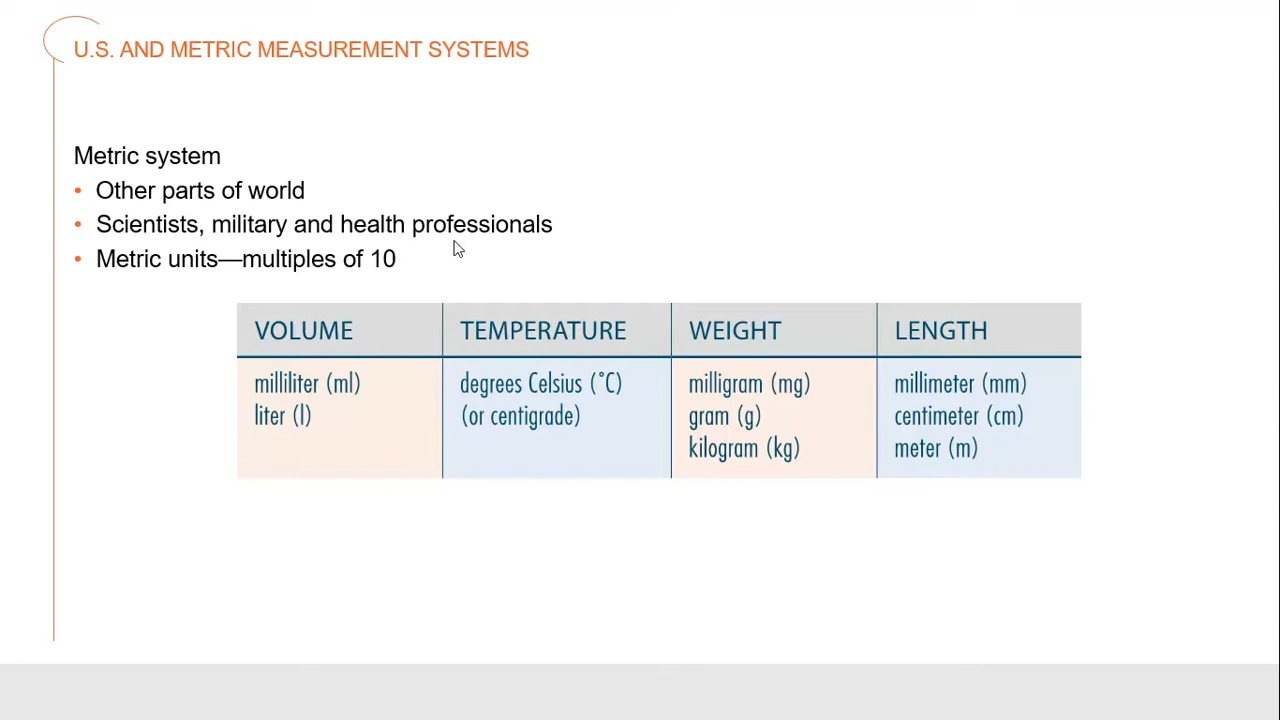 U.S. AND METRIC MEASUREMENT SYSTEMS
Metric system
• Other parts of world
• Scientists, military and health professionals
• Metric units—multiples of 10
VOLUME TEMPERATURE WEIGHT LENGTH
milliliter (ml) degrees Celsius (˚C) milligram (mg) millimeter (mm)
liter (l) (or centigrade) gram (g) centimeter (cm)
kilogram (kg) meter (m)